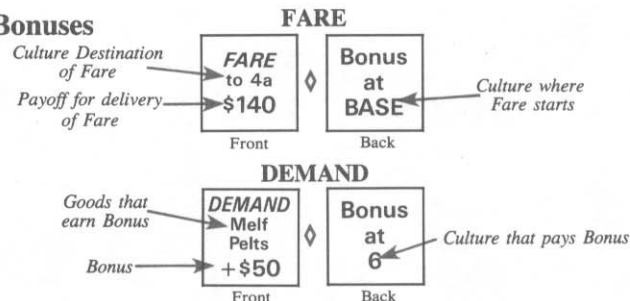 Bonuses
FARE
Culture Destination
of Fare
Payoff for delivery
of Fare
FARE
to 4a
$140
Front
Bonus
at
BASE
Back
Culture where
Fare starts
DEMAND
Goods that
earn Bonus
Bonus
DEMAND
Melf
Pelts
+$50
Front
Bonus
at
6
Back
Culture that pays Bonus